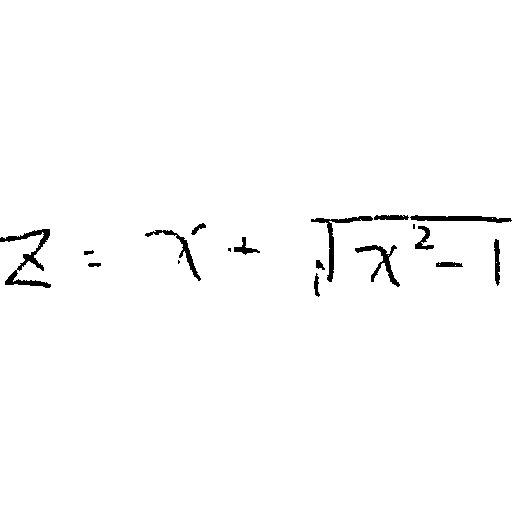 z = x + √(x² - 1)